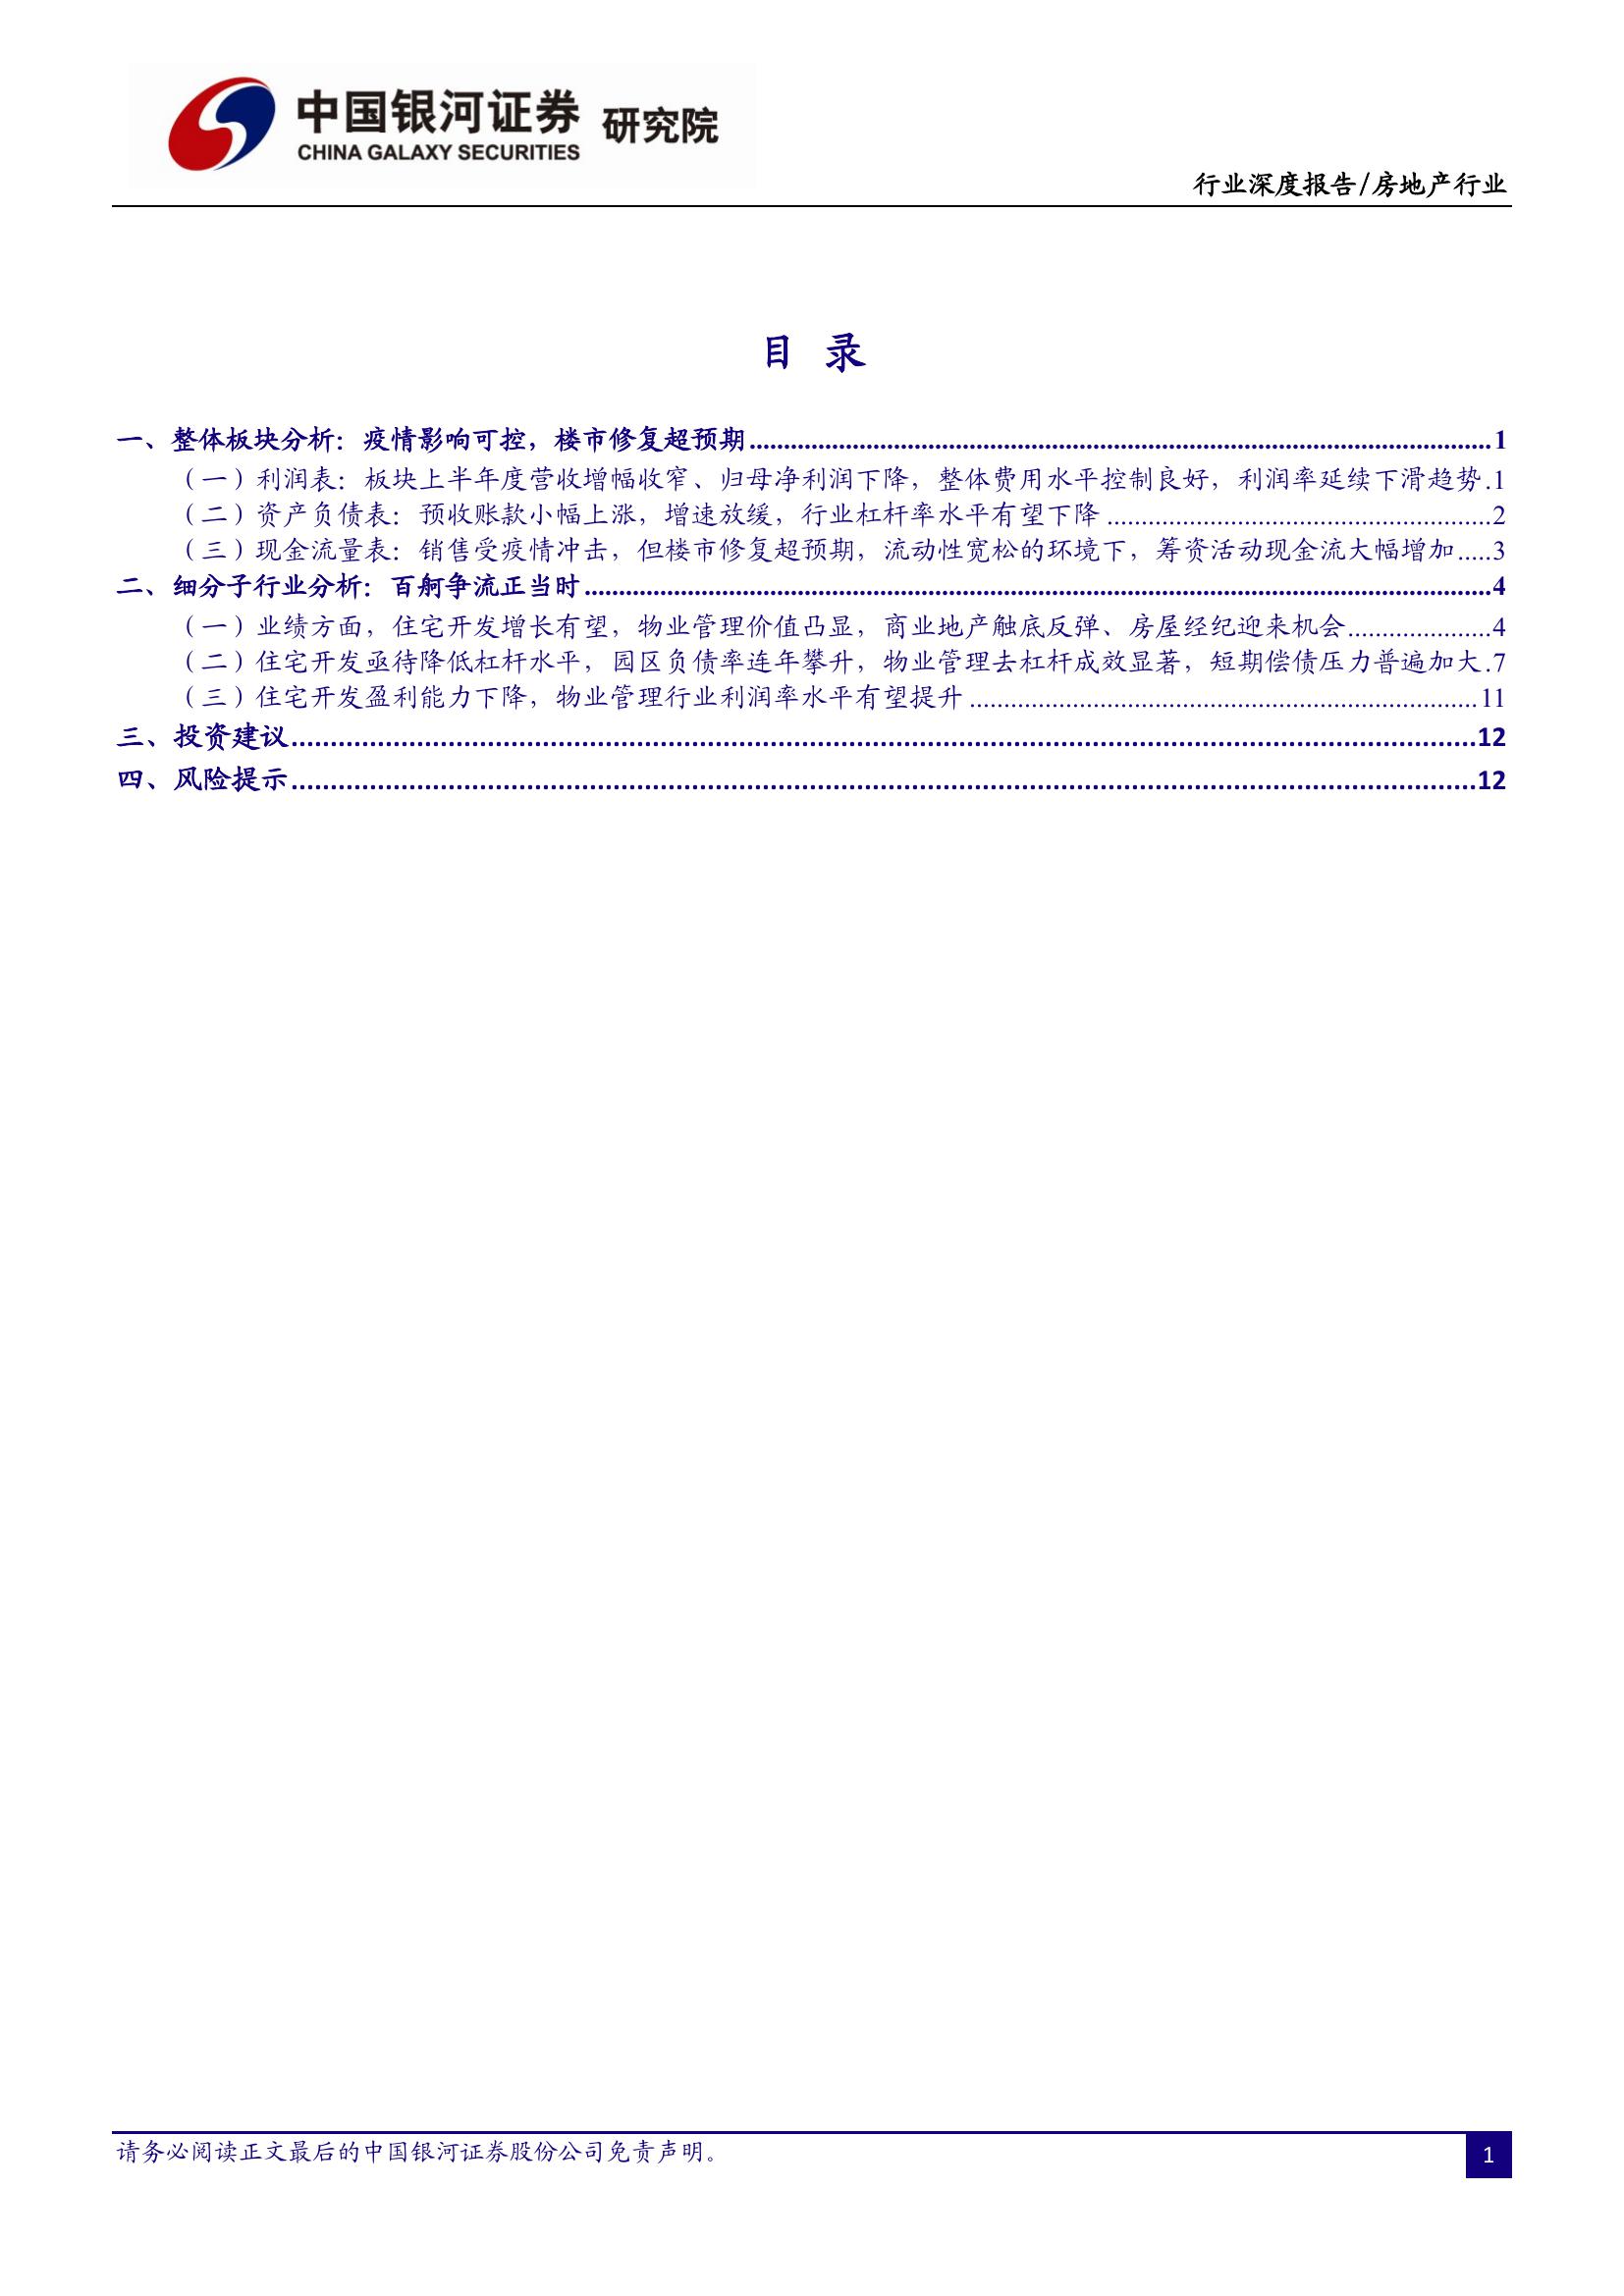 中国银河证券 研究院
CHINA GALAXY SECURITIES
行业深度报告/房地产行业
目 录
一、整体板块分析：疫情影响可控，楼市修复超预期1
（一）利润表：板块上半年度营收增幅收窄、归母净利润下降，整体费用水平控制良好，利润率延续下滑趋势.1
（二）资产负债表：预收账款小幅上涨，增速放缓，行业杠杆率水平有望下降2
（三）现金流量表：销售受疫情冲击，但楼市修复超预期，流动性宽松的环境下，筹资活动现金流大幅增加.....3
二、细分子行业分析：百舸争流正当时4
（一）业绩方面，住宅开发增长有望，物业管理价值凸显，商业地产触底反弹、房屋经纪迎来机会4
（二）住宅开发亟待降低杠杆水平，园区负债率连年攀升，物业管理去杠杆成效显著，短期偿债压力普遍加大.7
（三）住宅开发盈利能力下降，物业管理行业利润率水平有望提升11
三、投资建议12
四、风险提示12
请务必阅读正文最后的中国银河证券股份公司免责声明。
1